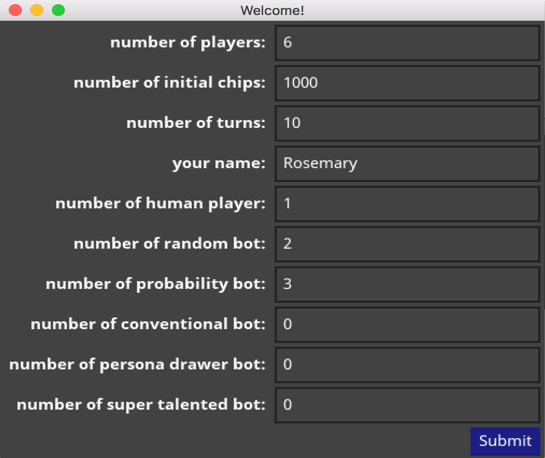 Welcome!
number of players: 6
number of initial chips: 1000
number of turns: 10
your name: Rosemary
number of human player: 1
number of random bot: 2
number of probability bot: 3
number of conventional bot: 0
number of persona drawer bot: 0
number of super talented bot: 0
Submit